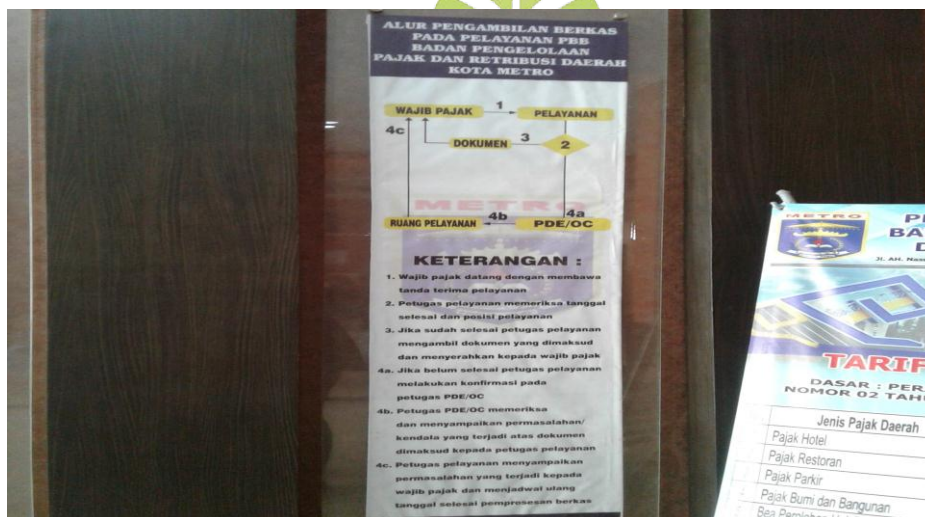 ALUR PENGAMBILAN BERKAS
PADA PELAYANAN PBB
BADAN PENGELOLAAN
PAJAK DAN RETRIBUSI DAERAH
KOTA METRO
WAJIB PAJAK
1
PELAYANAN
4c
DOKUMEN
3
2
METRO
RUANG PELAYANAN
4b
4a
PDE/OC
KETERANGAN :
1. Wajib pajak datang dengan membawa
tanda terima pelayanan
2. Petugas pelayanan memeriksa tanggal
selesai dan posisi pelayanan
3. Jika sudah selesai petugas pelayanan
mengambil dokumen yang dimaksud
dan menyerahkan kepada wajib pajak
4a. Jika belum selesai petugas pelayanan
melakukan konfirmasi pada
petugas PDE/OC
4b. Petugas PDE/OC memeriksa
dan menyampaikan permasalahan/
kendala yang terjadi atas dokumen
dimaksud kepada petugas pelayanan
4c. Petugas pelayanan menyampaikan
permasalahan yang terjadi kepada
wajib pajak dan menjadwal ulang
tanggal selesai pemprosesan berkas
METRO
BA
Jl. AH. Nas
TARIF
DASAR : PER
NOMOR 02 TAH
Jenis Pajak Daerah
Pajak Hotel
Pajak Restoran
Pajak Parkir
Pajak Bumi dan Bangunan
Bea